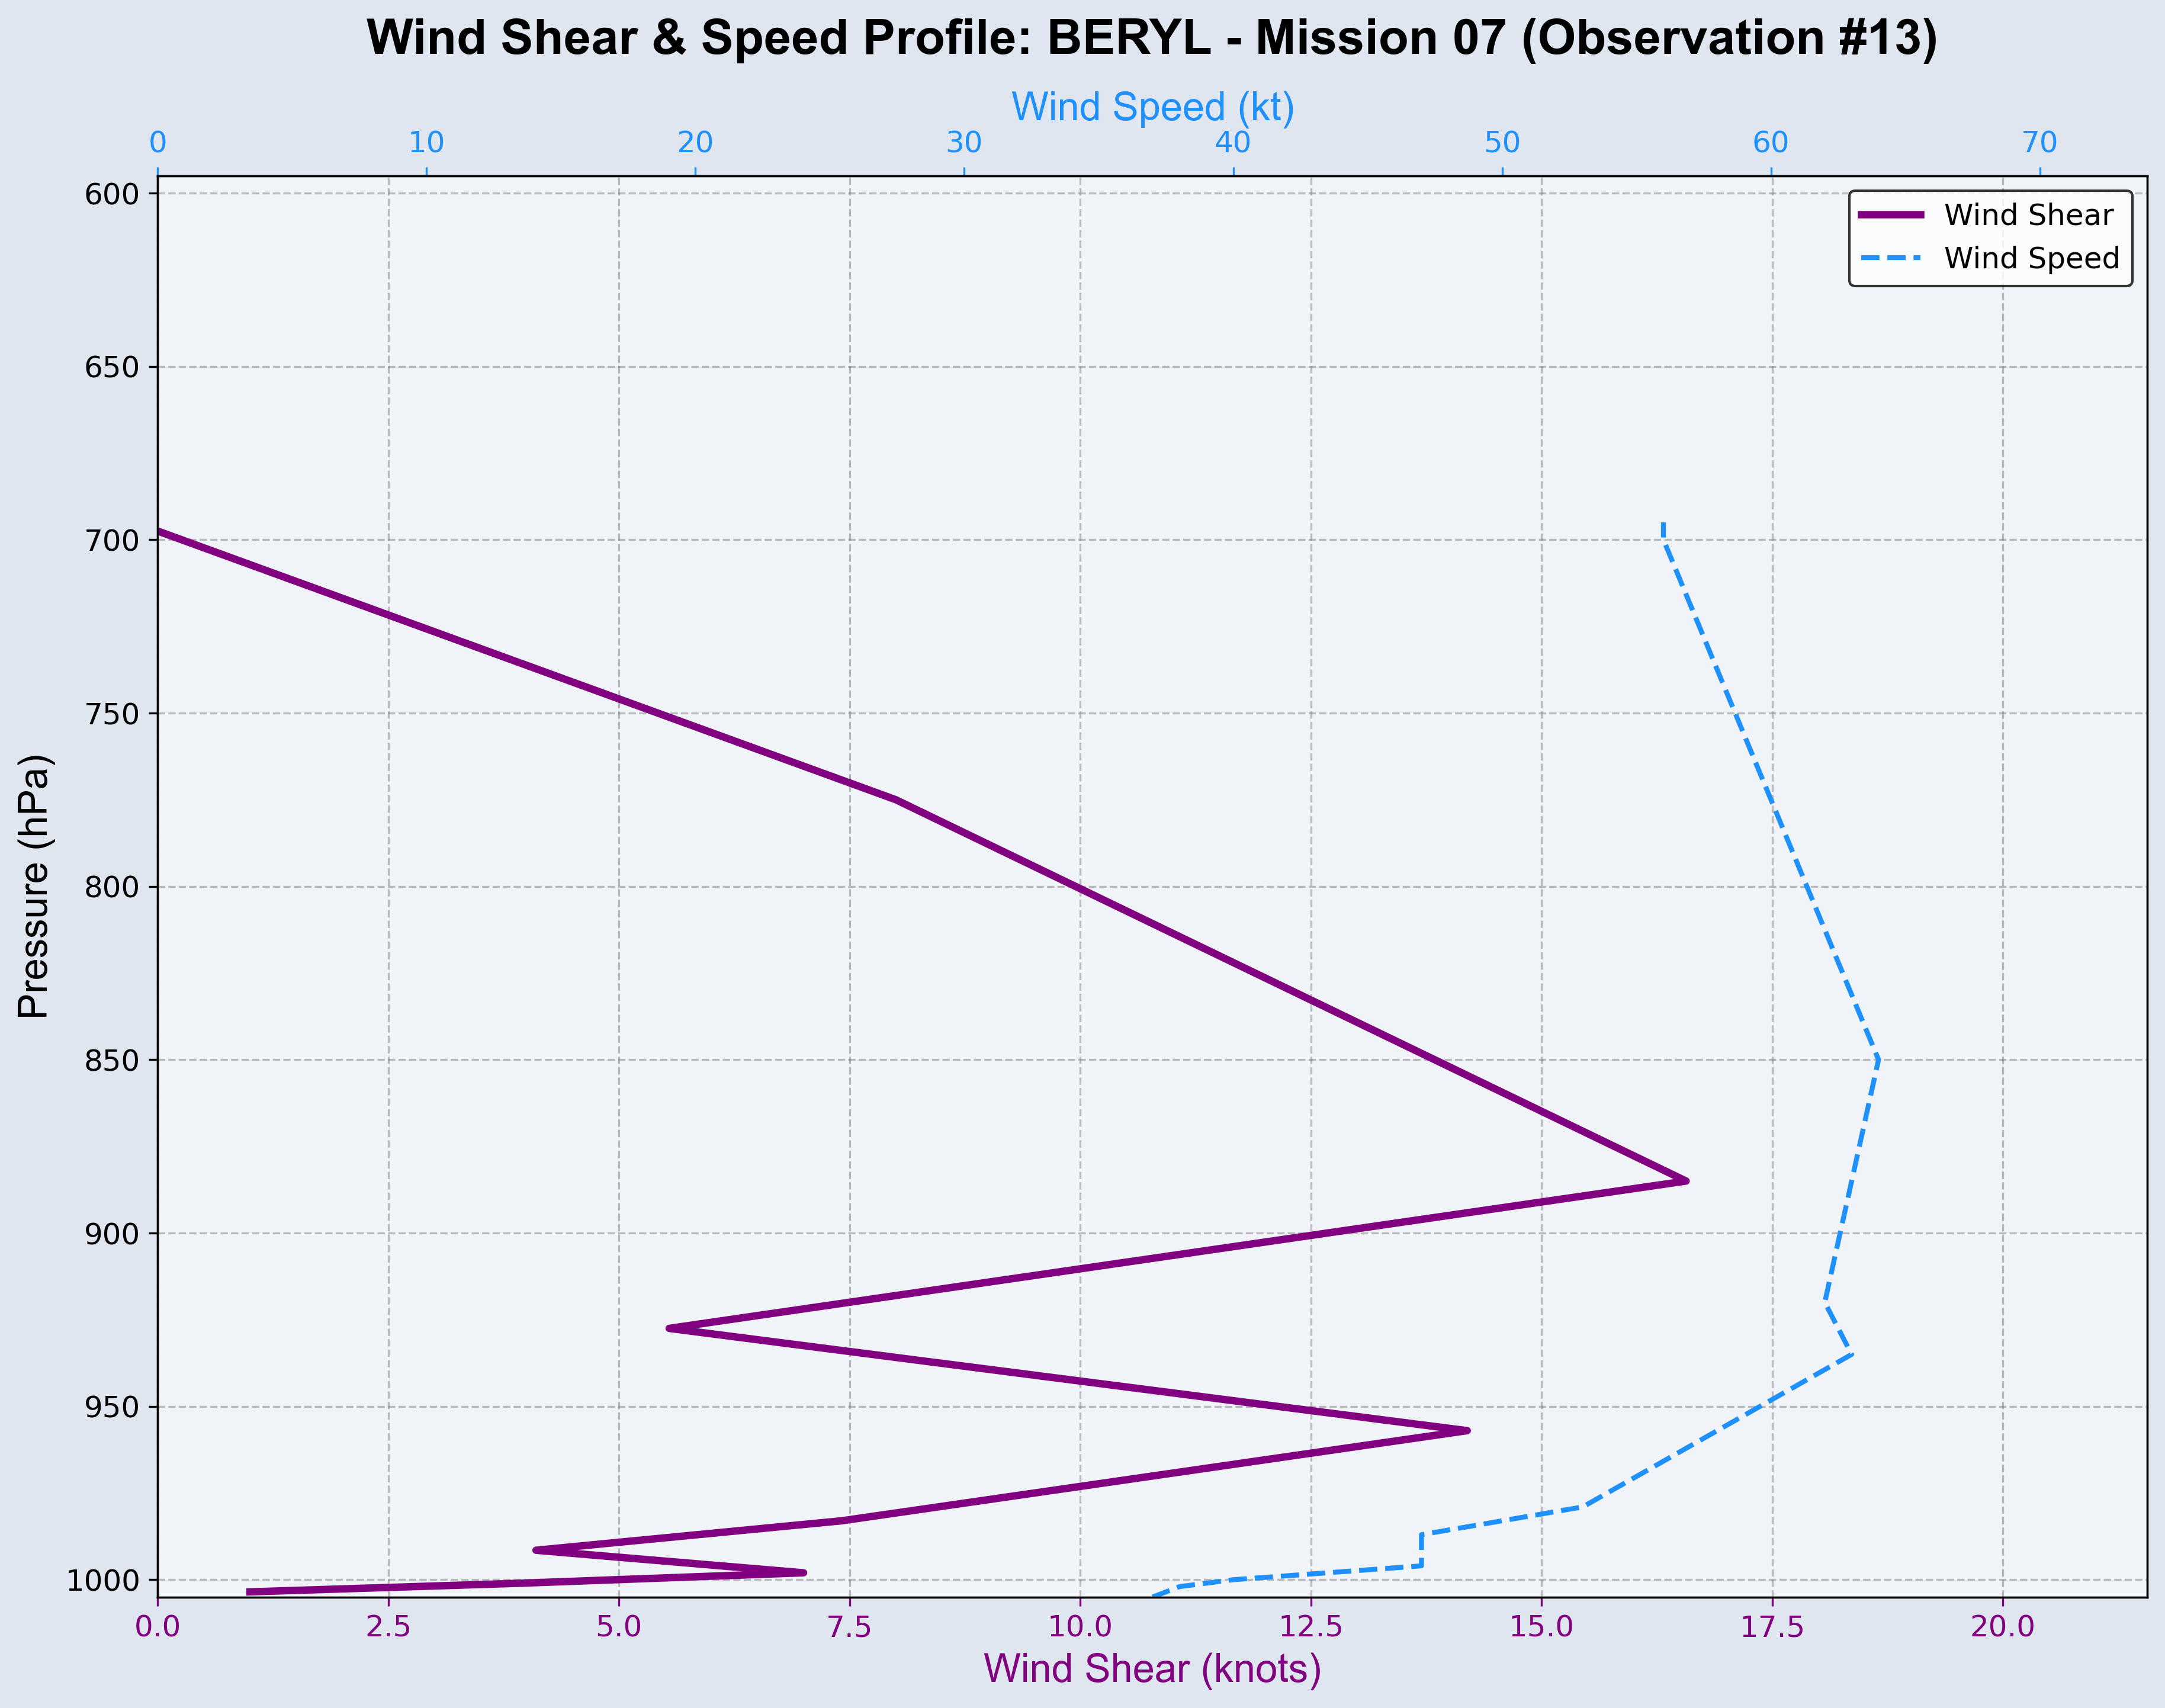 Wind Shear & Speed Profile: BERYL - Mission 07 (Observation #13)
Wind Speed (kt)
0 10 20 30 40 50 60 70
Wind Shear
Wind Speed
600
650
700
750
800
850
900
950
1000
Pressure (hPa)
0.0 2.5 5.0 7.5 10.0 12.5 15.0 17.5 20.0
Wind Shear (knots)